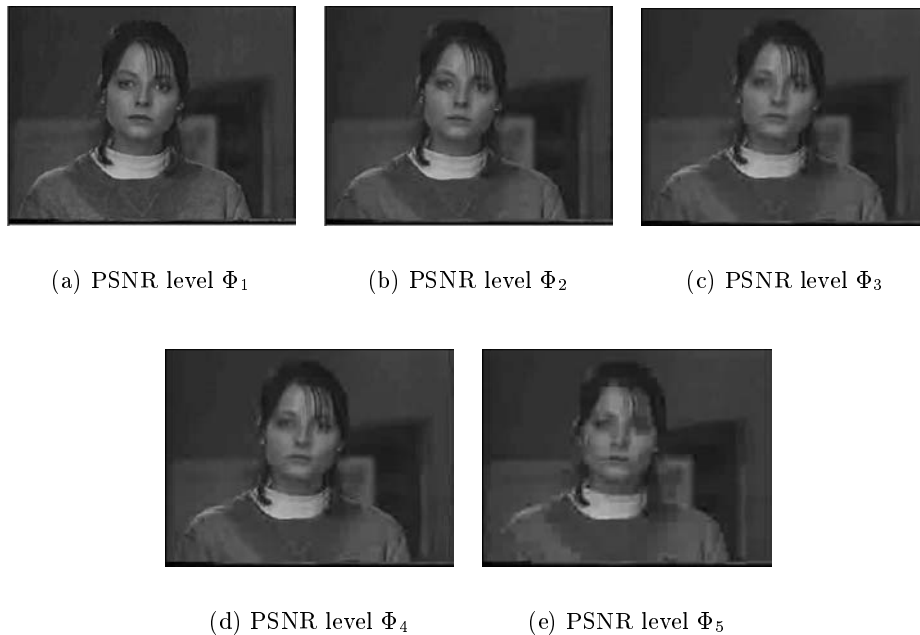 (a) PSNR level Φ₁
(b) PSNR level Φ₂
(c) PSNR level Φ₃
(d) PSNR level Φ₄
(e) PSNR level Φ₅